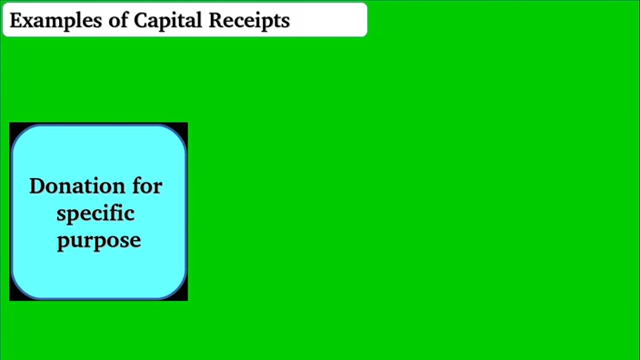 Examples of Capital Receipts
Donation for
specific
purpose